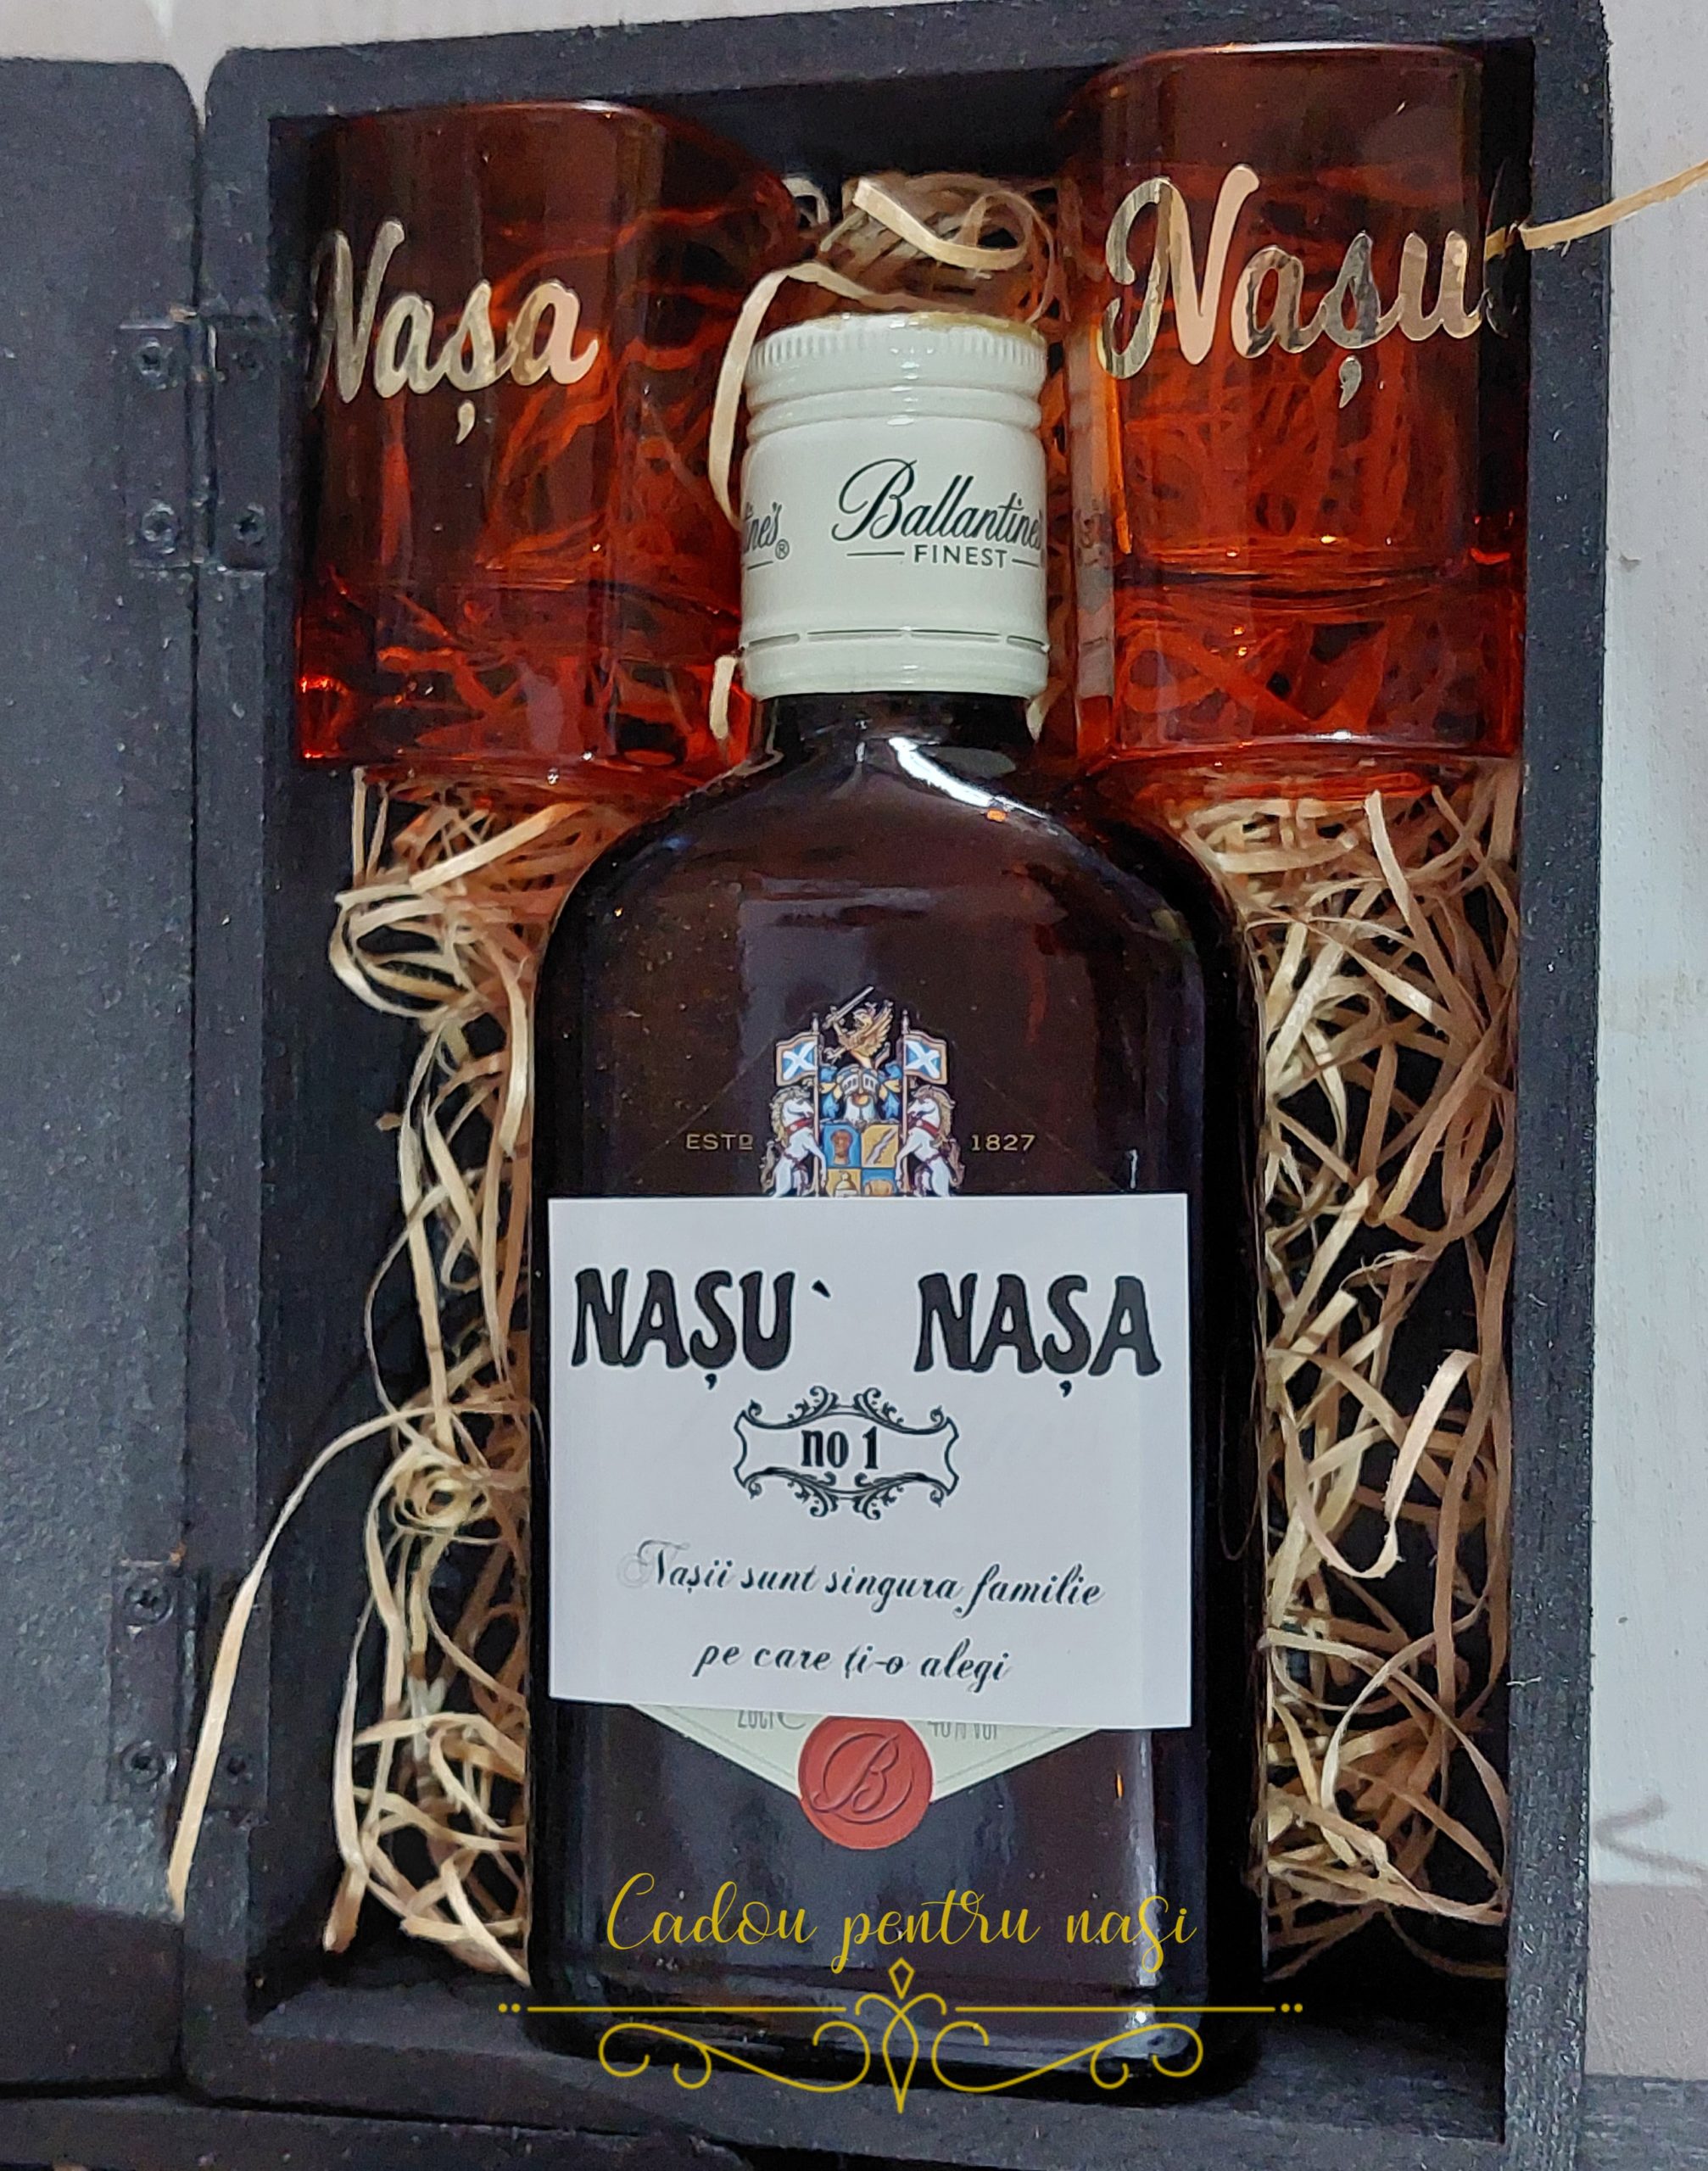 Nașa
Nașu
Ballantine's
FINEST
ESTD 1827
NAȘU` NAȘA
no 1
Nașii sunt singura familie
pe care ți-o alegi
B
Cadou pentru nași